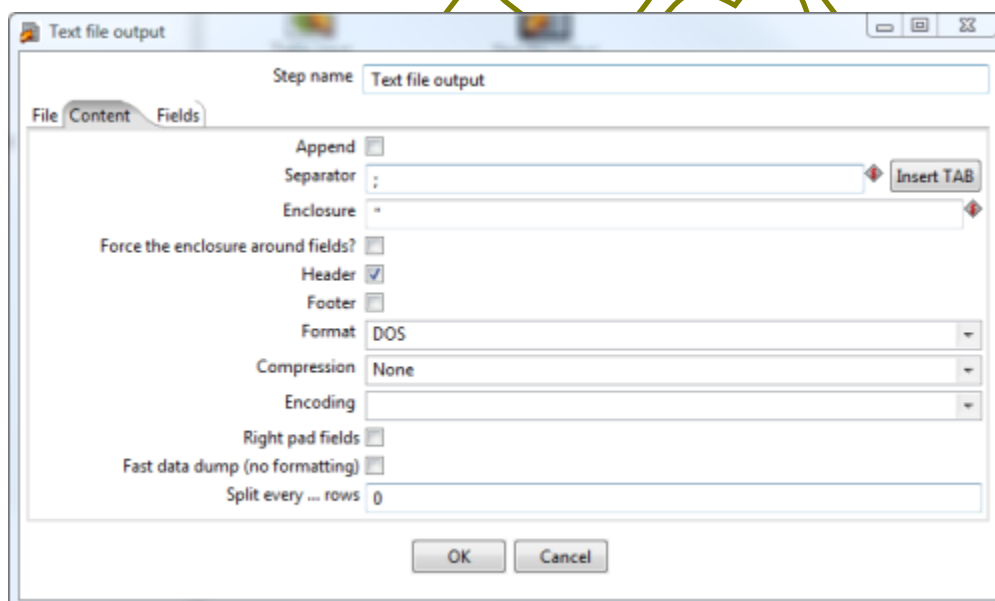 Text file output
Step name Text file output
File Content Fields
Append
Separator ; Insert TAB
Enclosure "
Force the enclosure around fields?
Header
Footer
Format DOS
Compression None
Encoding
Right pad fields
Fast data dump (no formatting)
Split every ... rows 0
OK Cancel